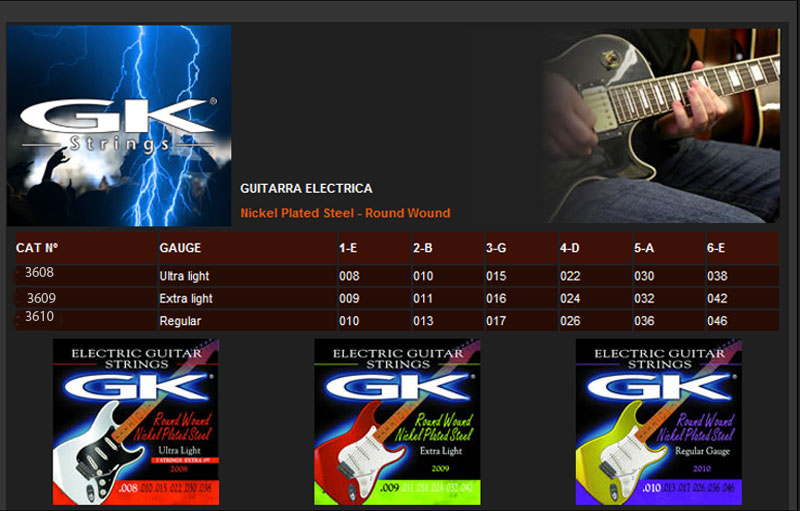 GK®
Strings
GUITARRA ELECTRICA
Nickel Plated Steel - Round Wound
CAT Nº GAUGE 1-E 2-B 3-G 4-D 5-A 6-E
3608 Ultra light 008 010 015 022 030 038
3609 Extra light 009 011 016 024 032 042
3610 Regular 010 013 017 026 036 046
ELECTRIC GUITAR
STRINGS
GK®
Round Wound
Nickel Plated Steel
Ultra Light
2 STRINGS EXTRA
2008
.008 .010 .015 .022 .030 .038
ELECTRIC GUITAR
STRINGS
GK®
Round Wound
Nickel Plated Steel
Extra Light
2009
.009 .011 .016 .024 .032 .042
ELECTRIC GUITAR
STRINGS
GK®
Round Wound
Nickel Plated Steel
Regular Gauge
2010
.010 .013 .017 .026 .036 .046